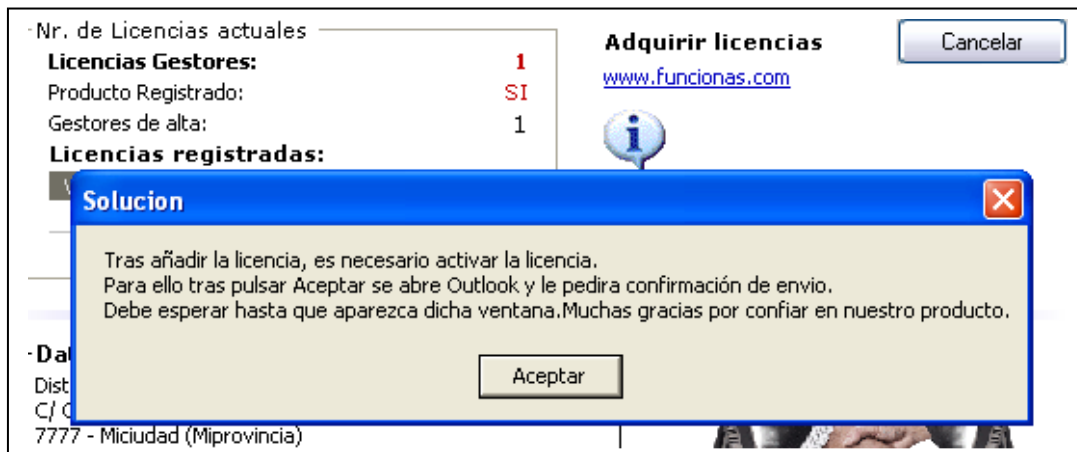 Nr. de Licencias actuales
Licencias Gestores: 1
Producto Registrado: SI
Gestores de alta: 1
Licencias registradas:
Adquirir licencias
www.funcionas.com
Cancelar
Solucion
Tras añadir la licencia, es necesario activar la licencia.
Para ello tras pulsar Aceptar se abre Outlook y le pedira confirmación de envio.
Debe esperar hasta que aparezca dicha ventana.Muchas gracias por confiar en nuestro producto.
Aceptar
C/
7777 - Miciudad (Miprovincia)